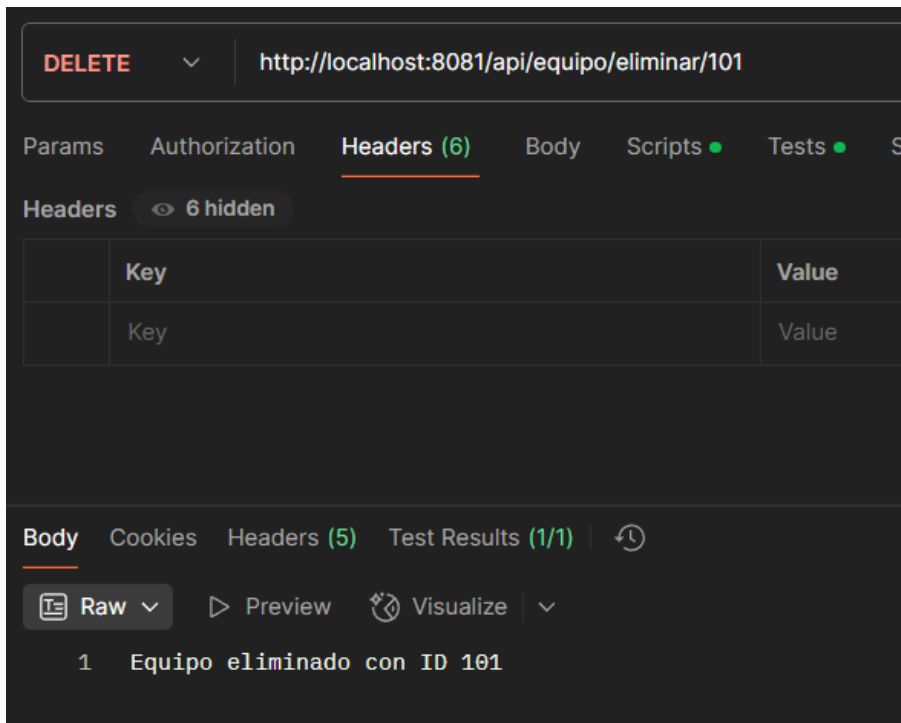 DELETE http://localhost:8081/api/equipo/eliminar/101
Params Authorization Headers (6) Body Scripts Tests S
Headers 6 hidden
Key Value
Key Value
Body Cookies Headers (5) Test Results (1/1)
Raw Preview Visualize
1 Equipo eliminado con ID 101